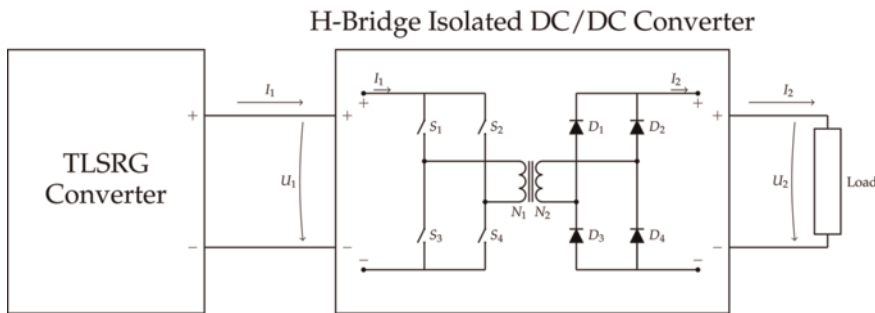 H-Bridge Isolated DC/DC Converter
TLSRG
Converter
I₁
+
−
U₁
+
−
I₁
+
−
S₁
S₂
S₃
S₄
N₁ N₂
D₁
D₂
D₃
D₄
I₂
+
−
+
−
I₂
U₂
Load